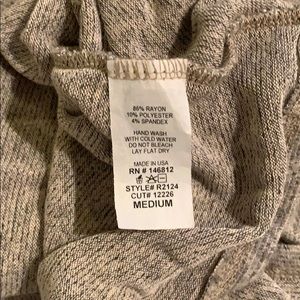 86% RAYON
10% POLYESTER
4% SPANDEX
HAND WASH
WITH COLD WATER
DO NOT BLEACH
LAY FLAT DRY
MADE IN USA
RN # 146812
STYLE# R2124
CUT# 12226
MEDIUM